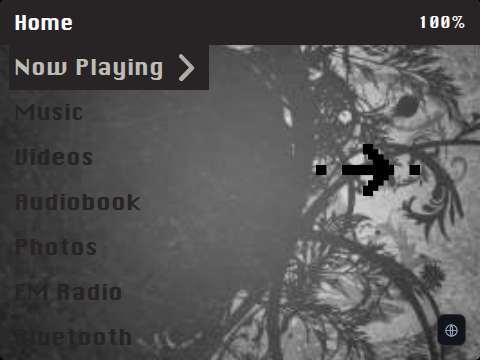 Home
100%
Now Playing
Music
Videos
Audiobook
Photos
FM Radio
Bluetooth